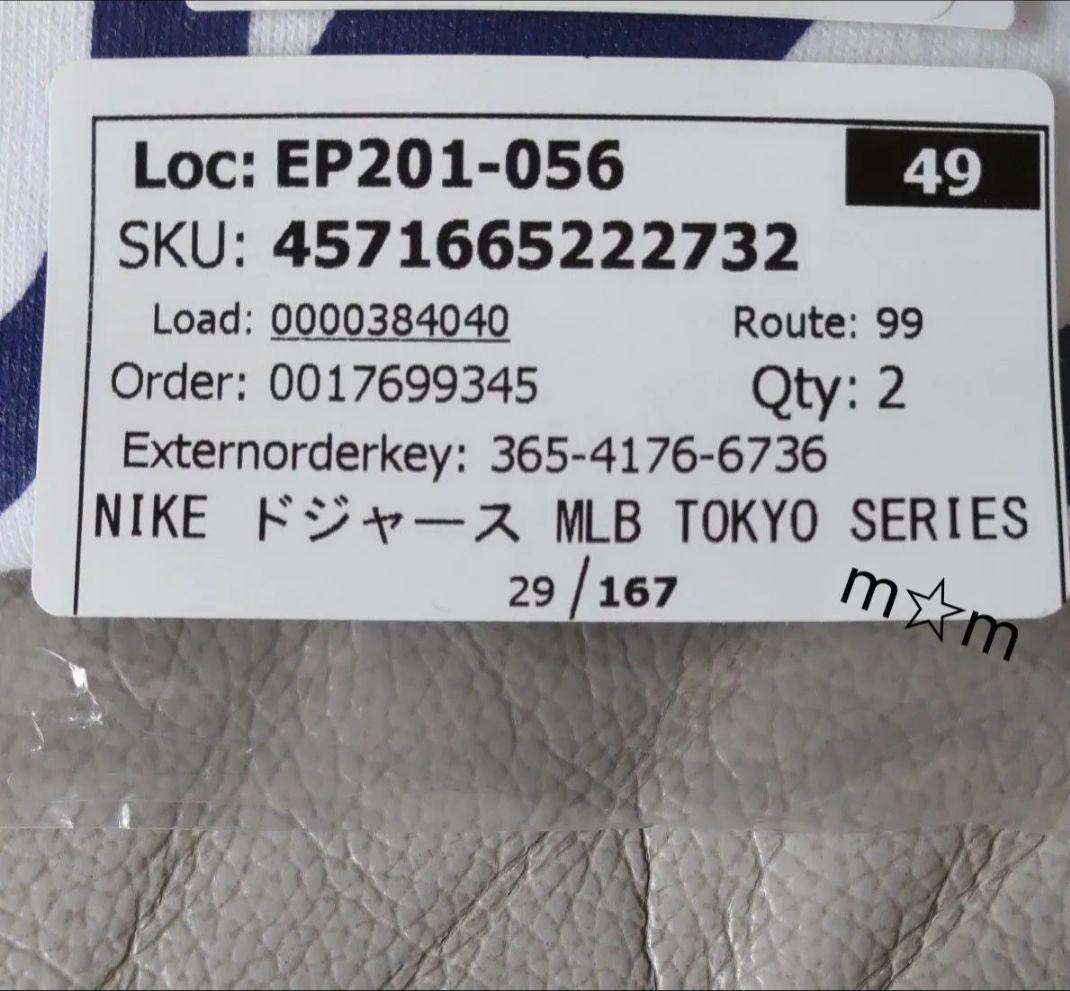 Loc: EP201-056 49
SKU: 4571665222732
Load: 0000384040 Route: 99
Order: 0017699345 Qty: 2
Externorderkey: 365-4176-6736
NIKE ドジャース MLB TOKYO SERIES
29 / 167
m☆m